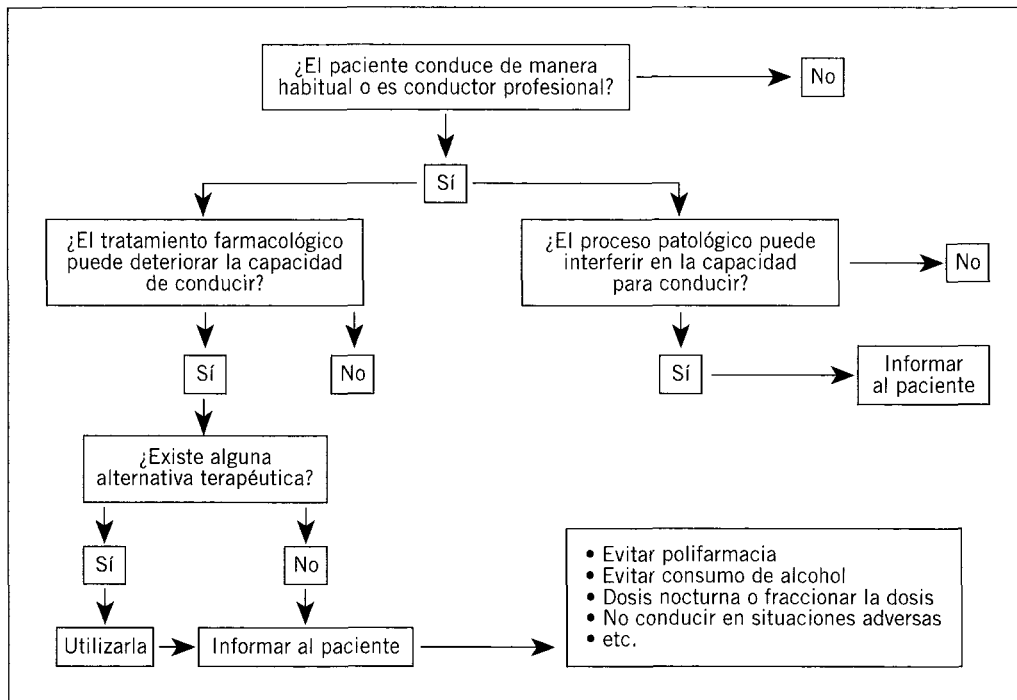 ¿El paciente conduce de manera
habitual o es conductor profesional?
No
Sí
¿El tratamiento farmacológico
puede deteriorar la capacidad
de conducir?
¿El proceso patológico puede
interferir en la capacidad
para conducir?
No
Sí
No
Sí
Informar
al paciente
¿Existe alguna
alternativa terapéutica?
Sí
No
Utilizarla
Informar al paciente
• Evitar polifarmacia
• Evitar consumo de alcohol
• Dosis nocturna o fraccionar la dosis
• No conducir en situaciones adversas
• etc.